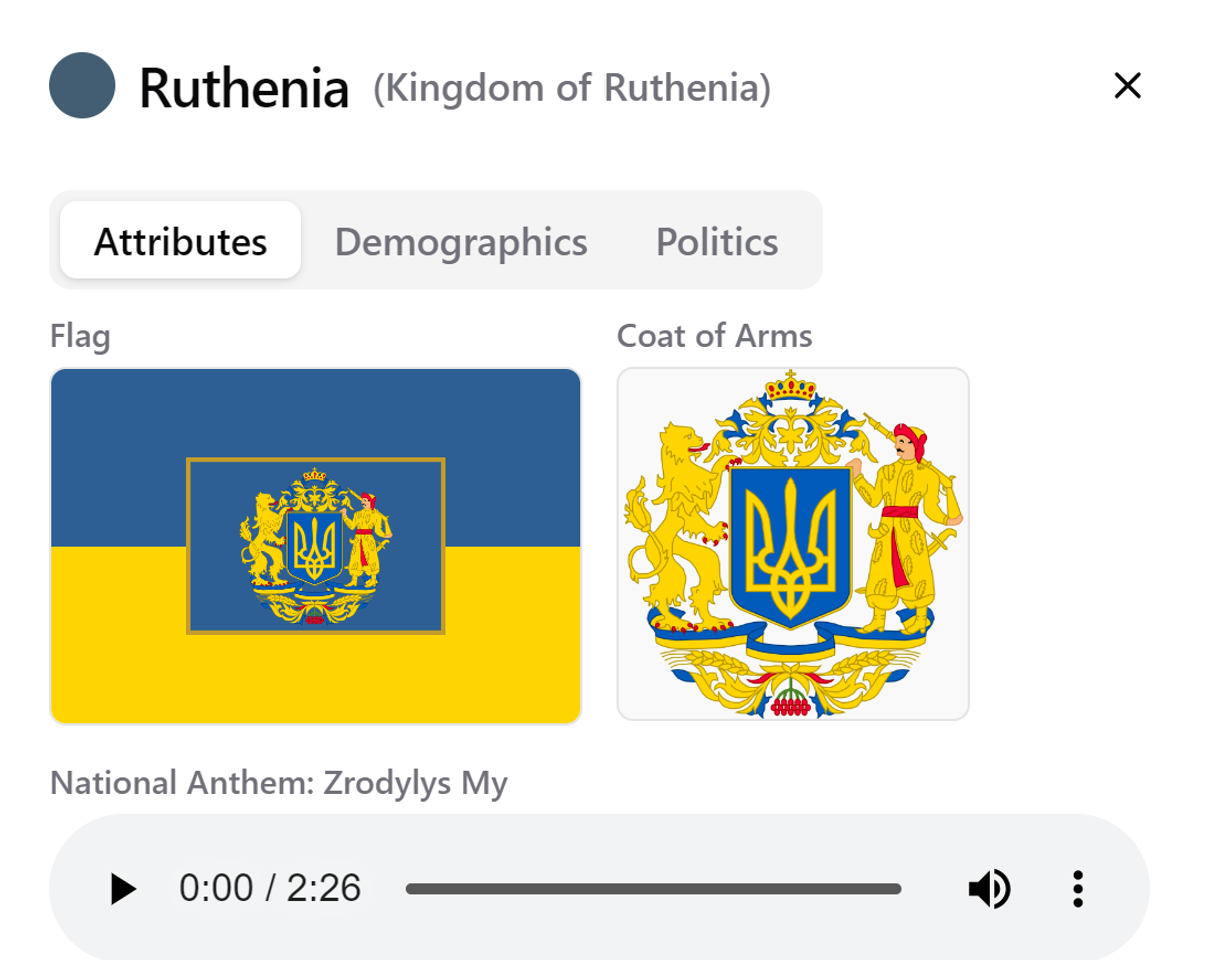 Ruthenia (Kingdom of Ruthenia)
Attributes Demographics Politics
Flag Coat of Arms
National Anthem: Zrodylys My
0:00 / 2:26